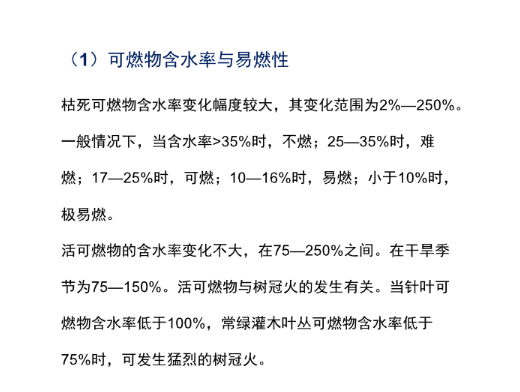 （1）可燃物含水率与易燃性
枯死可燃物含水率变化幅度较大，其变化范围为2%—250%。
一般情况下，当含水率>35%时，不燃；25—35%时，难
燃；17—25%时，可燃；10—16%时，易燃；小于10%时，
极易燃。
活可燃物的含水率变化不大，在75—250%之间。在干旱季
节为75—150%。活可燃物与树冠火的发生有关。当针叶可
燃物含水率低于100%，常绿灌木叶丛可燃物含水率低于
75%时，可发生猛烈的树冠火。